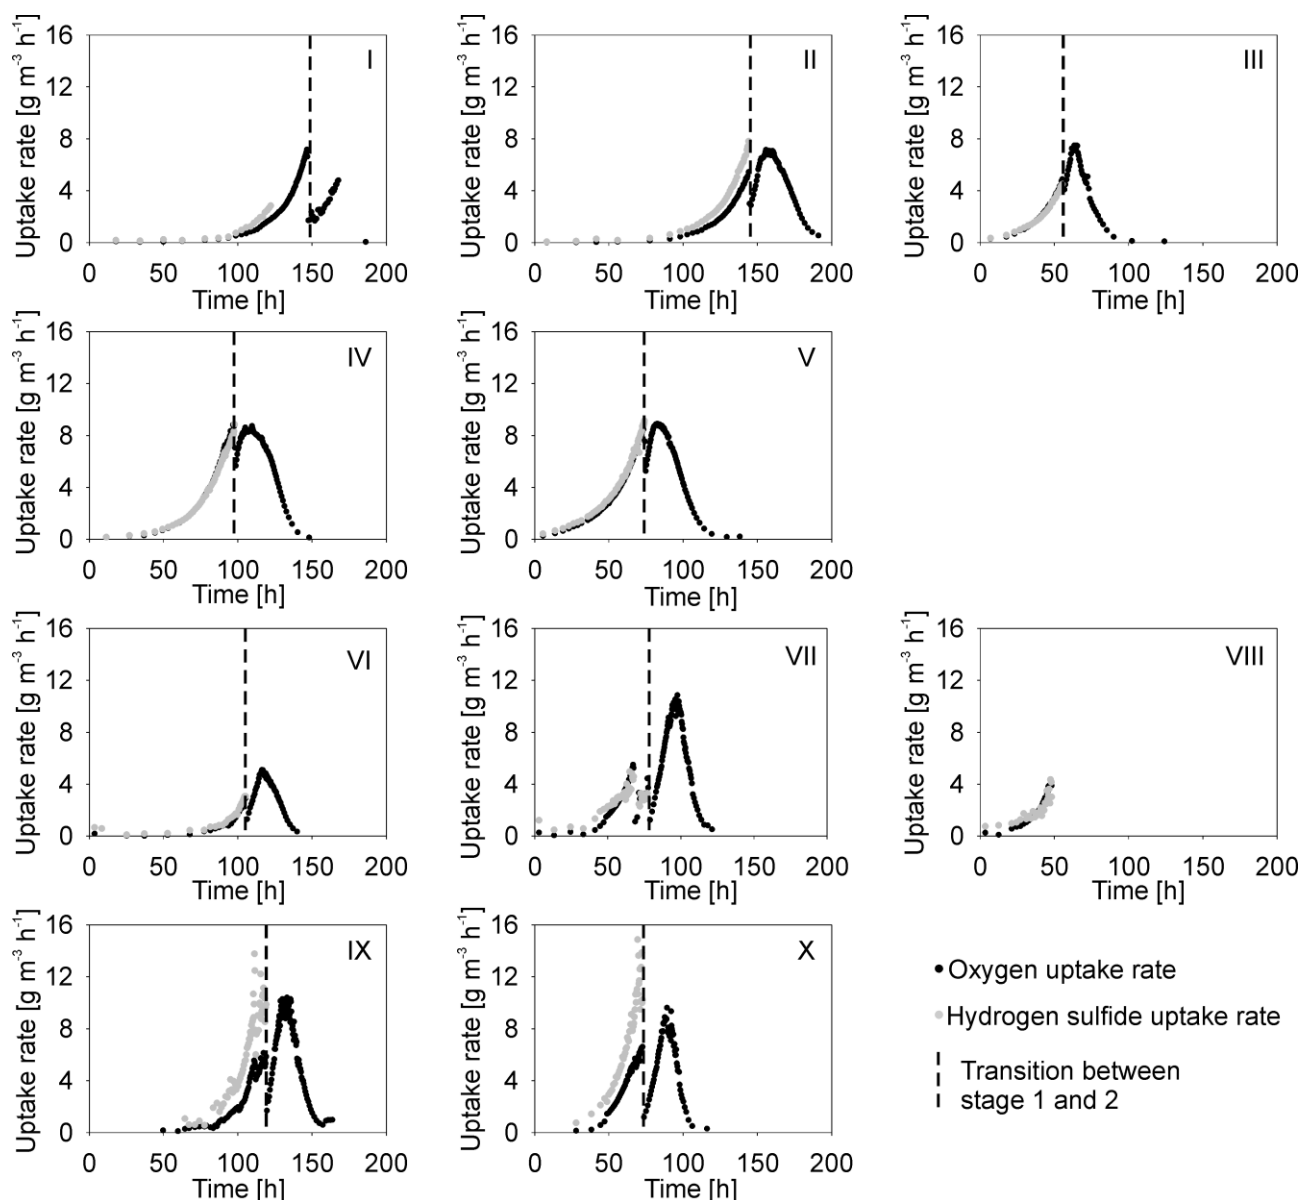 Uptake rate [g m⁻³ h⁻¹]
16
12
8
4
0
I
0 50 100 150 200
Time [h]
Uptake rate [g m⁻³ h⁻¹]
16
12
8
4
0
II
0 50 100 150 200
Time [h]
Uptake rate [g m⁻³ h⁻¹]
16
12
8
4
0
III
0 50 100 150 200
Time [h]
Uptake rate [g m⁻³ h⁻¹]
16
12
8
4
0
IV
0 50 100 150 200
Time [h]
Uptake rate [g m⁻³ h⁻¹]
16
12
8
4
0
V
0 50 100 150 200
Time [h]
Uptake rate [g m⁻³ h⁻¹]
16
12
8
4
0
VI
0 50 100 150 200
Time [h]
Uptake rate [g m⁻³ h⁻¹]
16
12
8
4
0
VII
0 50 100 150 200
Time [h]
Uptake rate [g m⁻³ h⁻¹]
16
12
8
4
0
VIII
0 50 100 150 200
Time [h]
Uptake rate [g m⁻³ h⁻¹]
16
12
8
4
0
IX
0 50 100 150 200
Time [h]
Uptake rate [g m⁻³ h⁻¹]
16
12
8
4
0
X
0 50 100 150 200
Time [h]
Oxygen uptake rate
Hydrogen sulfide uptake rate
Transition between
stage 1 and 2